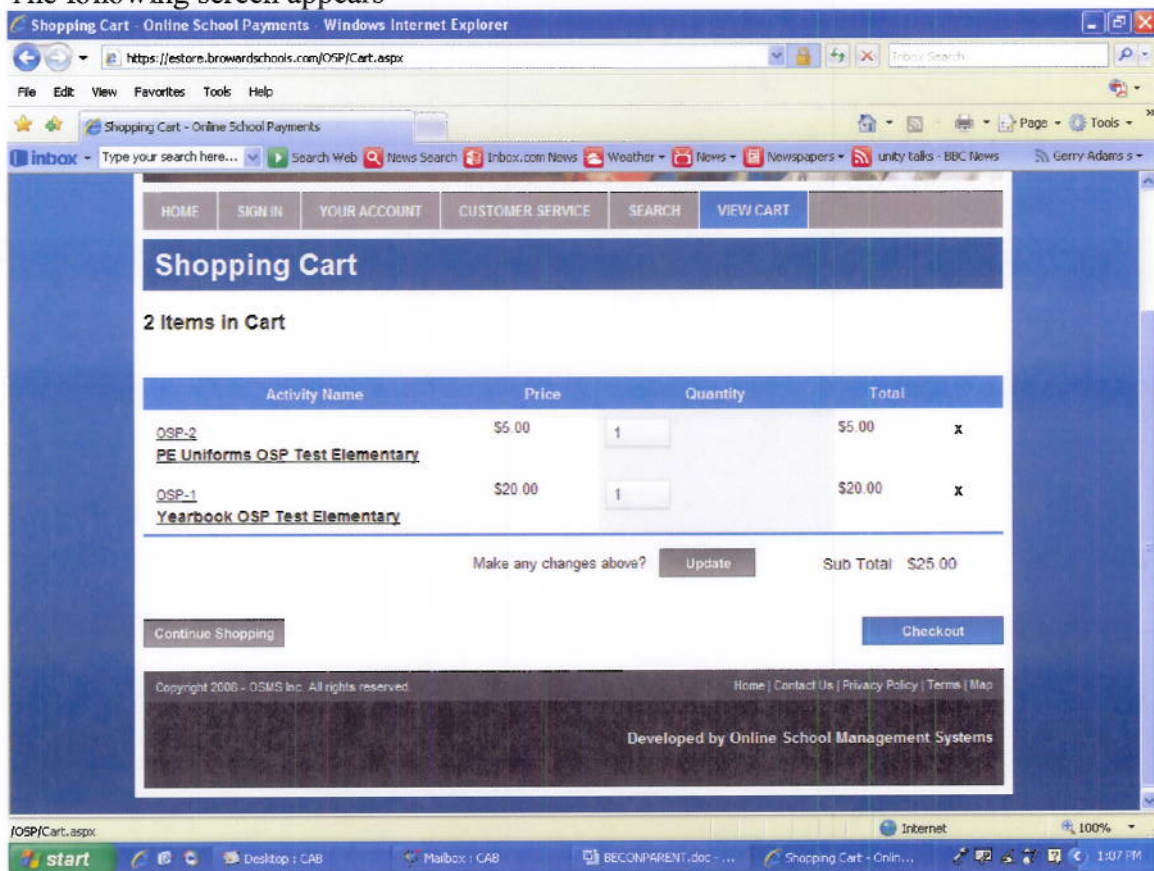 The following screen appears
Shopping Cart - Online School Payments - Windows Internet Explorer
https://estore.browardschools.com/OSP/Cart.aspx
Inbox Search
File Edit View Favorites Tools Help
Shopping Cart - Online School Payments
Page Tools
inbox Type your search here... Search Web News Search Inbox.com News Weather News Newspapers unity talks - BBC News Gerry Adams s
HOME SIGN IN YOUR ACCOUNT CUSTOMER SERVICE SEARCH VIEW CART
Shopping Cart
2 Items in Cart
Activity Name Price Quantity Total
OSP-2 $5.00 1 $5.00 x
PE Uniforms OSP Test Elementary
OSP-1 $20.00 1 $20.00 x
Yearbook OSP Test Elementary
Make any changes above? Update Sub Total $25.00
Continue Shopping Checkout
Copyright 2006 - OSMS Inc. All rights reserved. Home | Contact Us | Privacy Policy | Terms | Map
Developed by Online School Management Systems
/OSP/Cart.aspx Internet 100%
start Desktop : CAB Mailbox : CAB BECONPARENT.doc - ... Shopping Cart - Onlin... 1:07 PM